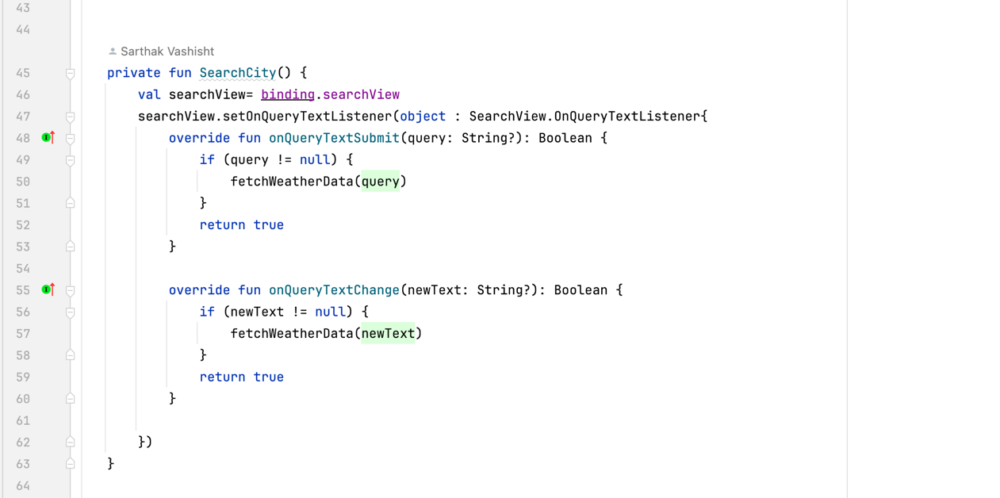 43
44
Sarthak Vashisht
45 private fun SearchCity() {
46 val searchView= binding.searchView
47 searchView.setOnQueryTextListener(object : SearchView.OnQueryTextListener{
48 override fun onQueryTextSubmit(query: String?): Boolean {
49 if (query != null) {
50 fetchWeatherData(query)
51 }
52 return true
53 }
54
55 override fun onQueryTextChange(newText: String?): Boolean {
56 if (newText != null) {
57 fetchWeatherData(newText)
58 }
59 return true
60 }
61
62 })
63 }
64